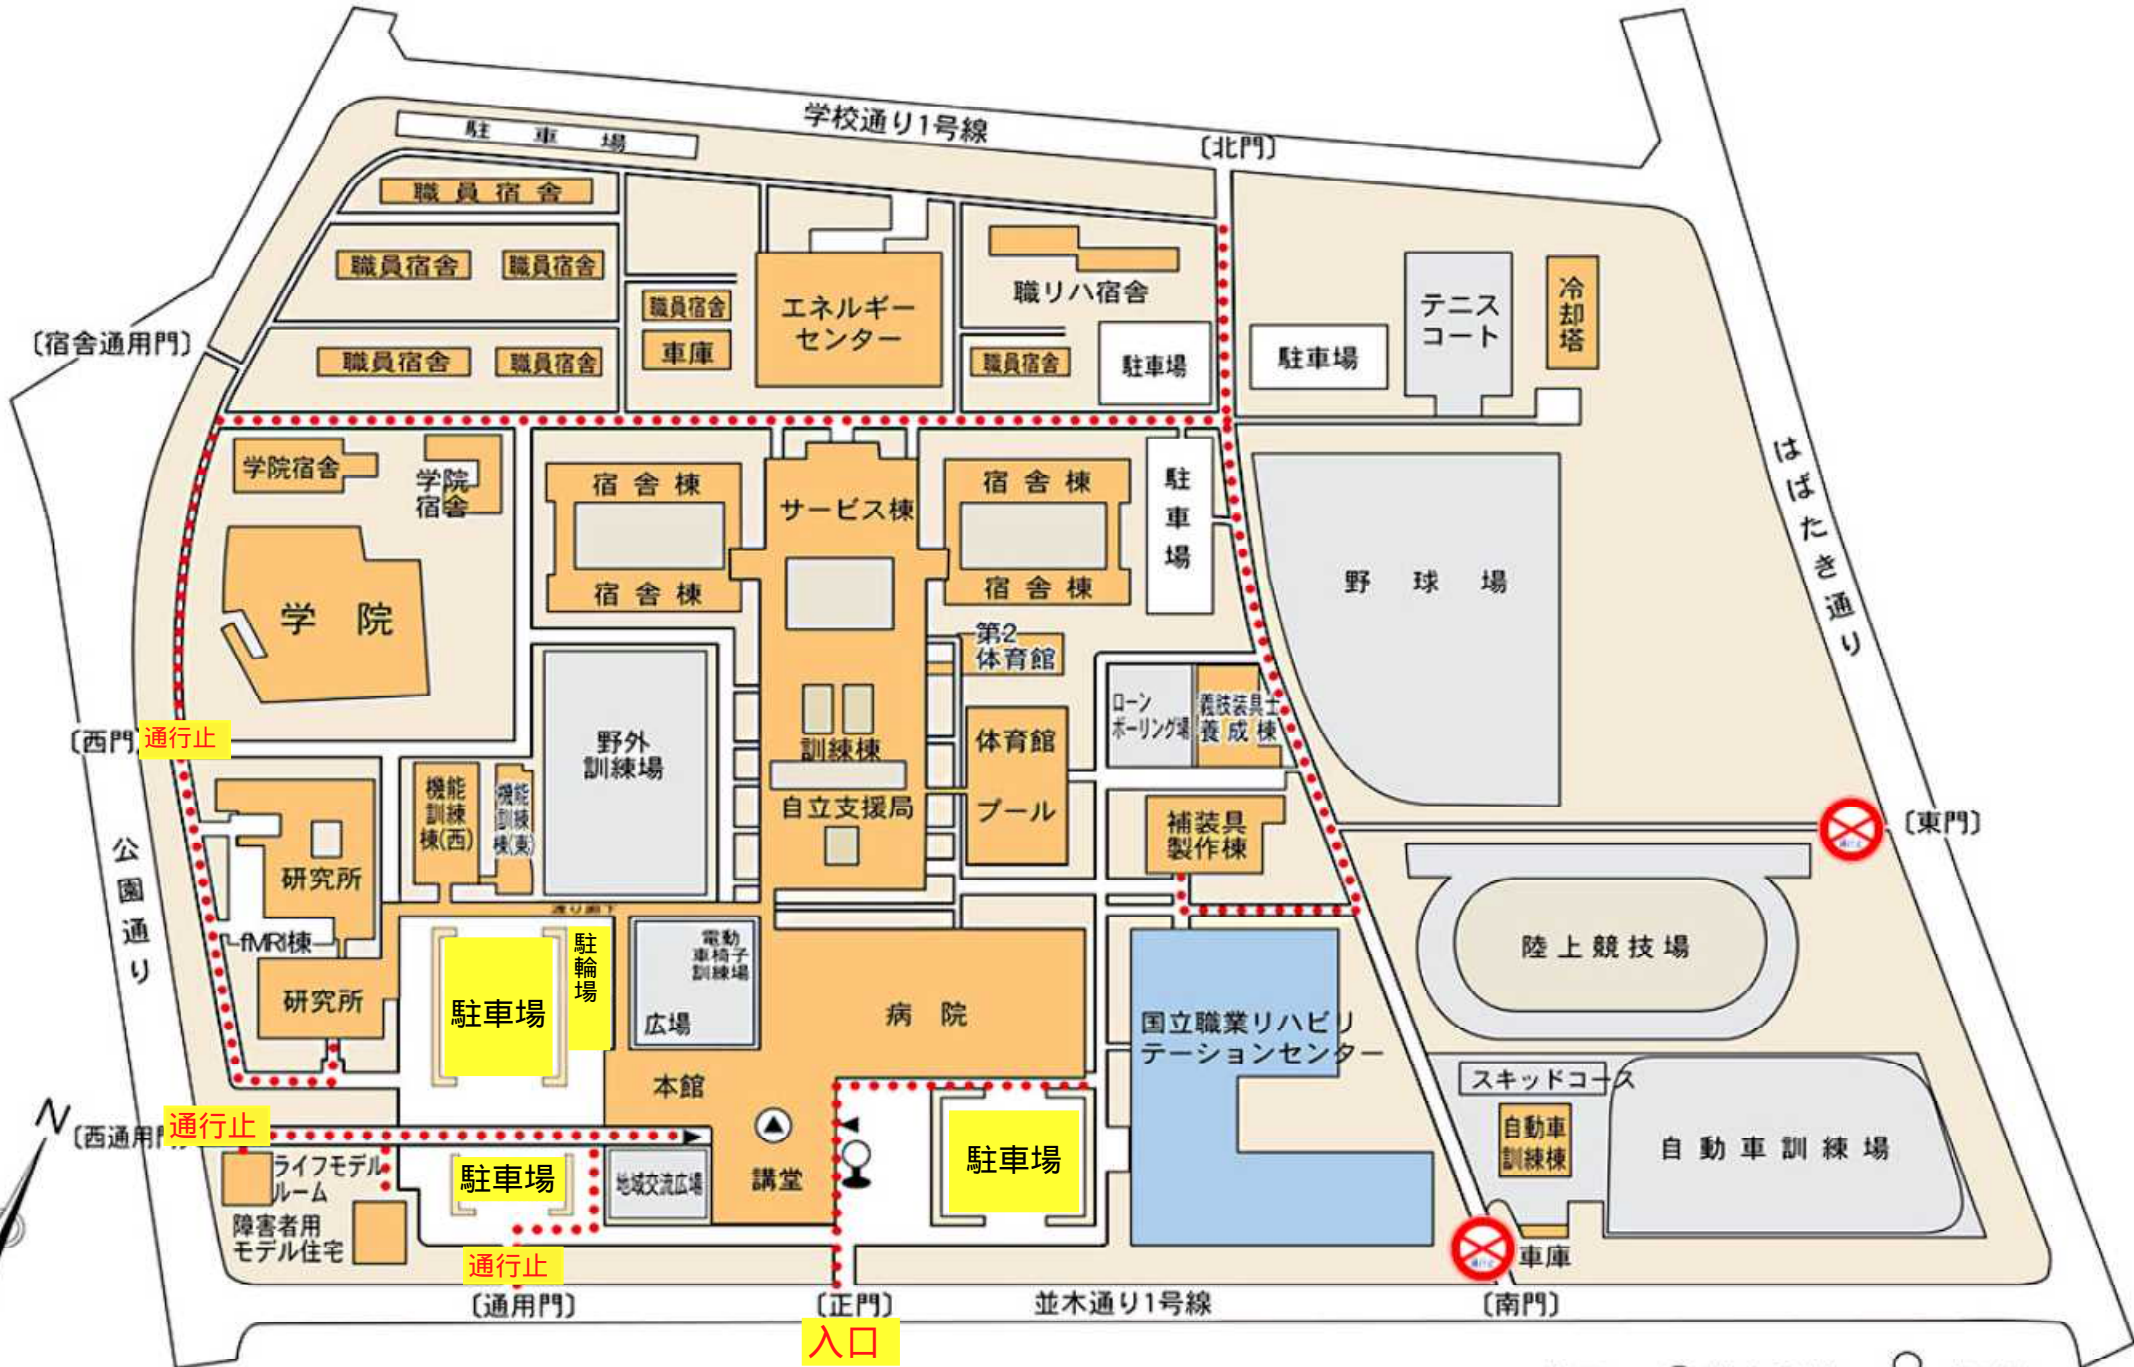 学校通り1号線
駐車場
〔北門〕
職員宿舎
職員宿舎
職員宿舎
職員宿舎
エネルギー
センター
職リハ宿舎
テニス
コート
冷却塔
〔宿舎通用門〕
職員宿舎
職員宿舎
車庫
職員宿舎
駐車場
駐車場
学院宿舎
学院
宿舎
宿舎棟
サービス棟
宿舎棟
駐車場
はばたき通り
宿舎棟
宿舎棟
野球場
学院
第2
体育館
ローン
ボーリング場
義肢装具士
養成棟
〔西門
通行止
野外
訓練場
訓練棟
体育館
機能
訓練
棟(西)
機能
訓練
棟(東)
自立支援局
プール
補装具
製作棟
〔東門〕
公園通り
研究所
渡り廊下
fMRI棟
駐輪場
電動
車椅子
訓練場
陸上競技場
研究所
駐車場
広場
病院
国立職業リハビリ
テーションセンター
本館
スキッドコース
N
〔西通用門〕
通行止
自動車
訓練棟
自動車訓練場
ライフモデル
ルーム
駐車場
地域交流広場
講堂
駐車場
障害者用
モデル住宅
通行止
車庫
〔通用門〕
〔正門〕
並木通り1号線
〔南門〕
入口